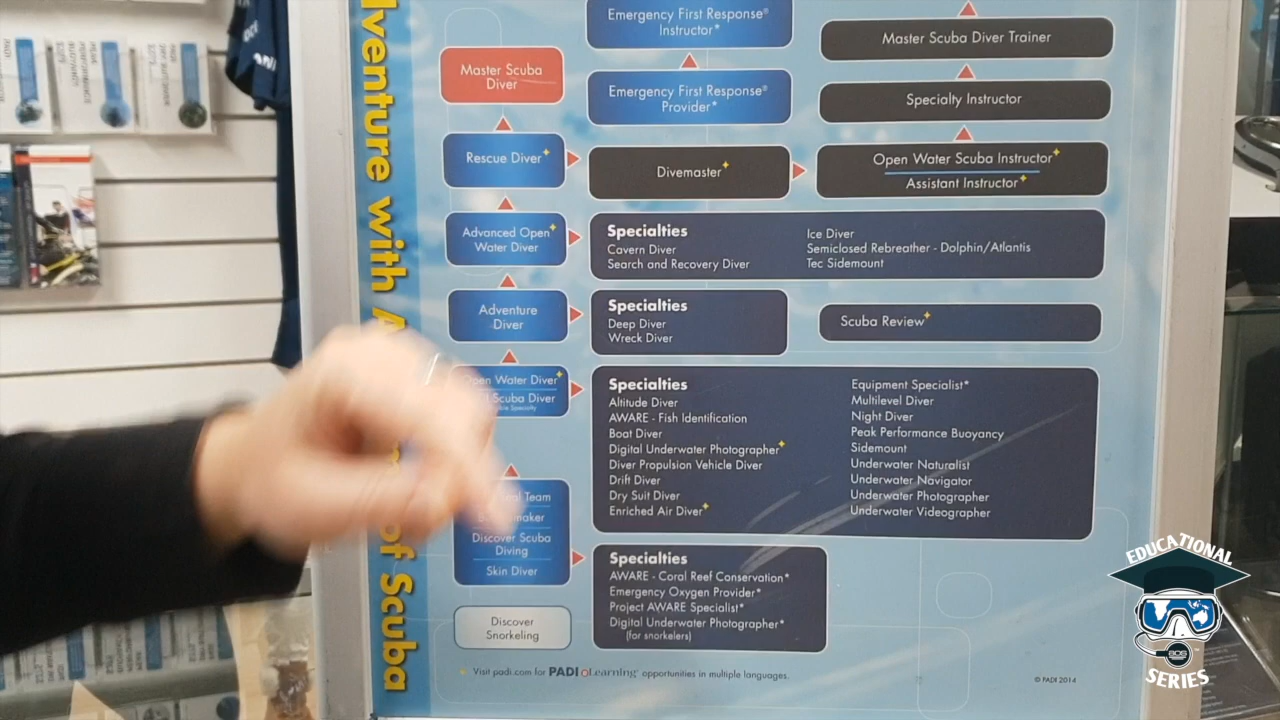 lventure with A
of Scuba
Emergency First Response®
Instructor*
Master Scuba Diver Trainer
Master Scuba
Diver
Emergency First Response®
Provider*
Specialty Instructor
Rescue Diver
Divemaster
Open Water Scuba Instructor
Assistant Instructor
Advanced Open
Water Diver
Specialties
Cavern Diver
Search and Recovery Diver
Ice Diver
Semiclosed Rebreather - Dolphin/Atlantis
Tec Sidemount
Adventure
Diver
Specialties
Deep Diver
Wreck Diver
Scuba Review
Open Water Diver
Scuba Diver
Specialty
Specialties
Altitude Diver
AWARE - Fish Identification
Boat Diver
Digital Underwater Photographer
Diver Propulsion Vehicle Diver
Drift Diver
Dry Suit Diver
Enriched Air Diver
Equipment Specialist*
Multilevel Diver
Night Diver
Peak Performance Buoyancy
Sidemount
Underwater Naturalist
Underwater Navigator
Underwater Photographer
Underwater Videographer
Team
maker
Discover Scuba
Diving
Skin Diver
Specialties
AWARE - Coral Reef Conservation*
Emergency Oxygen Provider*
Project AWARE Specialist*
Digital Underwater Photographer*
(for snorkelers)
Discover
Snorkeling
Visit padi.com for PADI eLearning® opportunities in multiple languages.
© PADI 2014
EDUCATIONAL
SERIES